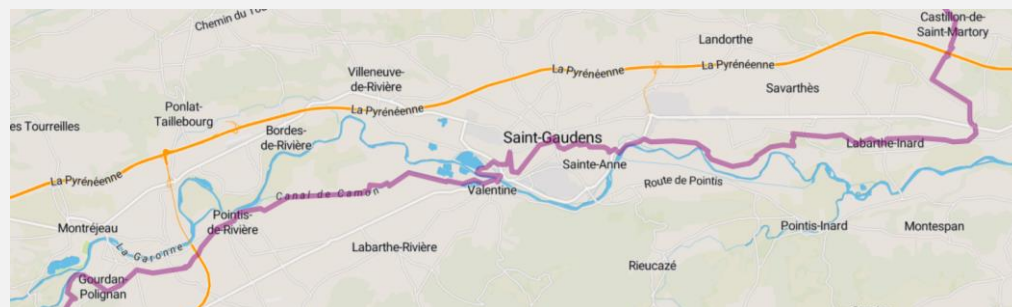 Chemin du Tou
Castillon-de-
Saint-Martory
Landorthe
La Pyrénéenne
La Pyrénéenne
Villeneuve-
de-Rivière
Savarthès
Ponlat-
Taillebourg
La Pyrénéenne
es Tourreilles
Bordes-
de-Rivière
Saint-Gaudens
Labarthe-Inard
Sainte-Anne
La Pyrénéenne
Route de Pointis
Canal de Camon
Valentine
Pointis-
de-Rivière
Montréjeau
Pointis-Inard
Montespan
La Garonne
Labarthe-Rivière
Rieucazé
Gourdan-
Polignan